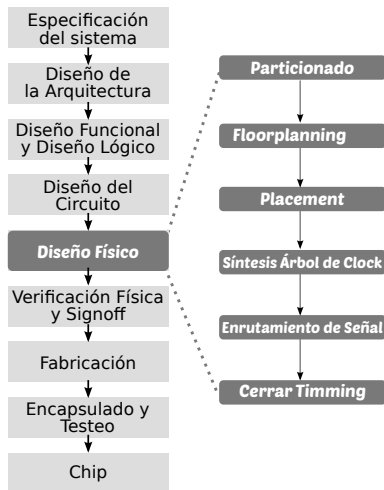 Especificación
del sistema
Diseño de
la Arquitectura
Diseño Funcional
y Diseño Lógico
Diseño del
Circuito
Diseño Físico
Verificación Física
y Signoff
Fabricación
Encapsulado y
Testeo
Chip
Particionado
Floorplanning
Placement
Síntesis Árbol de Clock
Enrutamiento de Señal
Cerrar Timming